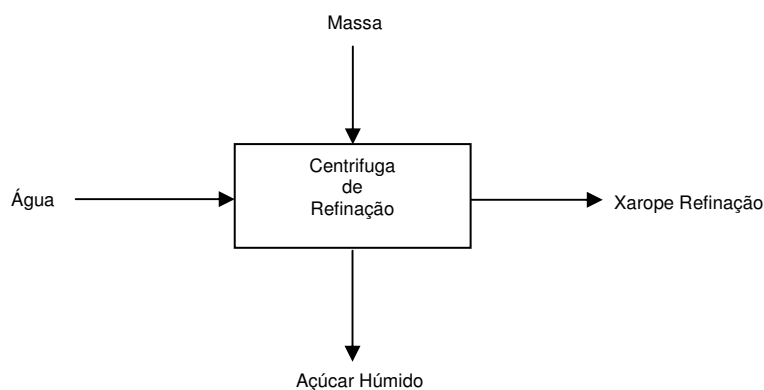 Massa
Centrifuga
de
Refinação
Água
Xarope Refinação
Açúcar Húmido